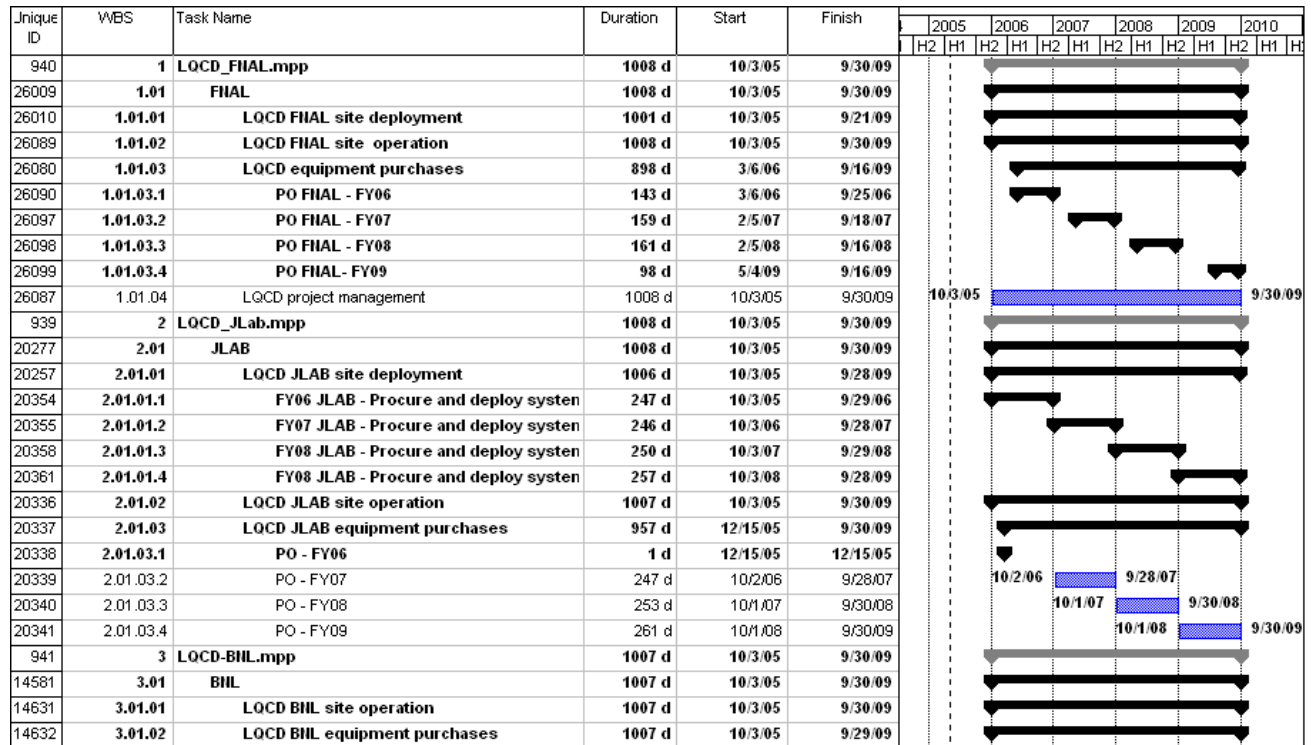 Unique ID WBS Task Name Duration Start Finish
2005 2006 2007 2008 2009 2010
H2 H1 H2 H1 H2 H1 H2 H1 H2 H1 H2 H1
940 1 LQCD_FNAL.mpp 1008 d 10/3/05 9/30/09
26009 1.01 FNAL 1008 d 10/3/05 9/30/09
26010 1.01.01 LQCD FNAL site deployment 1001 d 10/3/05 9/21/09
26089 1.01.02 LQCD FNAL site operation 1008 d 10/3/05 9/30/09
26080 1.01.03 LQCD equipment purchases 898 d 3/6/06 9/16/09
26090 1.01.03.1 PO FNAL - FY06 143 d 3/6/06 9/25/06
26097 1.01.03.2 PO FNAL - FY07 159 d 2/5/07 9/18/07
26098 1.01.03.3 PO FNAL - FY08 161 d 2/5/08 9/16/08
26099 1.01.03.4 PO FNAL- FY09 98 d 5/4/09 9/16/09
26087 1.01.04 LQCD project management 1008 d 10/3/05 9/30/09 10/3/05 9/30/09
939 2 LQCD_JLab.mpp 1008 d 10/3/05 9/30/09
20277 2.01 JLAB 1008 d 10/3/05 9/30/09
20257 2.01.01 LQCD JLAB site deployment 1006 d 10/3/05 9/28/09
20354 2.01.01.1 FY06 JLAB - Procure and deploy systen 247 d 10/3/05 9/29/06
20355 2.01.01.2 FY07 JLAB - Procure and deploy systen 246 d 10/3/06 9/28/07
20358 2.01.01.3 FY08 JLAB - Procure and deploy systen 250 d 10/3/07 9/29/08
20361 2.01.01.4 FY08 JLAB - Procure and deploy systen 257 d 10/3/08 9/28/09
20336 2.01.02 LQCD JLAB site operation 1007 d 10/3/05 9/30/09
20337 2.01.03 LQCD JLAB equipment purchases 957 d 12/15/05 9/30/09
20338 2.01.03.1 PO - FY06 1 d 12/15/05 12/15/05
20339 2.01.03.2 PO - FY07 247 d 10/2/06 9/28/07 10/2/06 9/28/07
20340 2.01.03.3 PO - FY08 253 d 10/1/07 9/30/08 10/1/07 9/30/08
20341 2.01.03.4 PO - FY09 261 d 10/1/08 9/30/09 10/1/08 9/30/09
941 3 LQCD-BNL.mpp 1007 d 10/3/05 9/30/09
14581 3.01 BNL 1007 d 10/3/05 9/30/09
14631 3.01.01 LQCD BNL site operation 1007 d 10/3/05 9/30/09
14632 3.01.02 LQCD BNL equipment purchases 1007 d 10/3/05 9/29/09